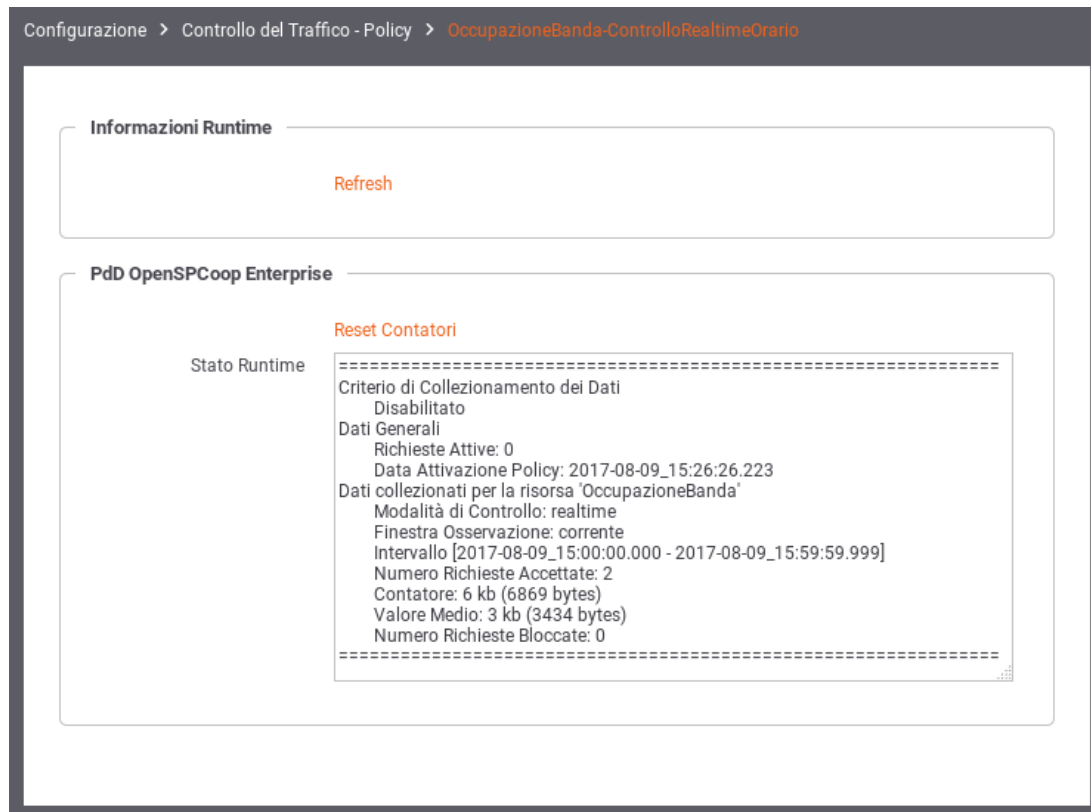 Configurazione > Controllo del Traffico - Policy > OccupazioneBanda-ControlloRealtimeOrario
Informazioni Runtime
Refresh
PdD OpenSPCoop Enterprise
Reset Contatori
Stato Runtime
================================================================
Criterio di Collezionamento dei Dati
Disabilitato
Dati Generali
Richieste Attive: 0
Data Attivazione Policy: 2017-08-09_15:26:26.223
Dati collezionati per la risorsa 'OccupazioneBanda'
Modalità di Controllo: realtime
Finestra Osservazione: corrente
Intervallo [2017-08-09_15:00:00.000 - 2017-08-09_15:59:59.999]
Numero Richieste Accettate: 2
Contatore: 6 kb (6869 bytes)
Valore Medio: 3 kb (3434 bytes)
Numero Richieste Bloccate: 0
================================================================